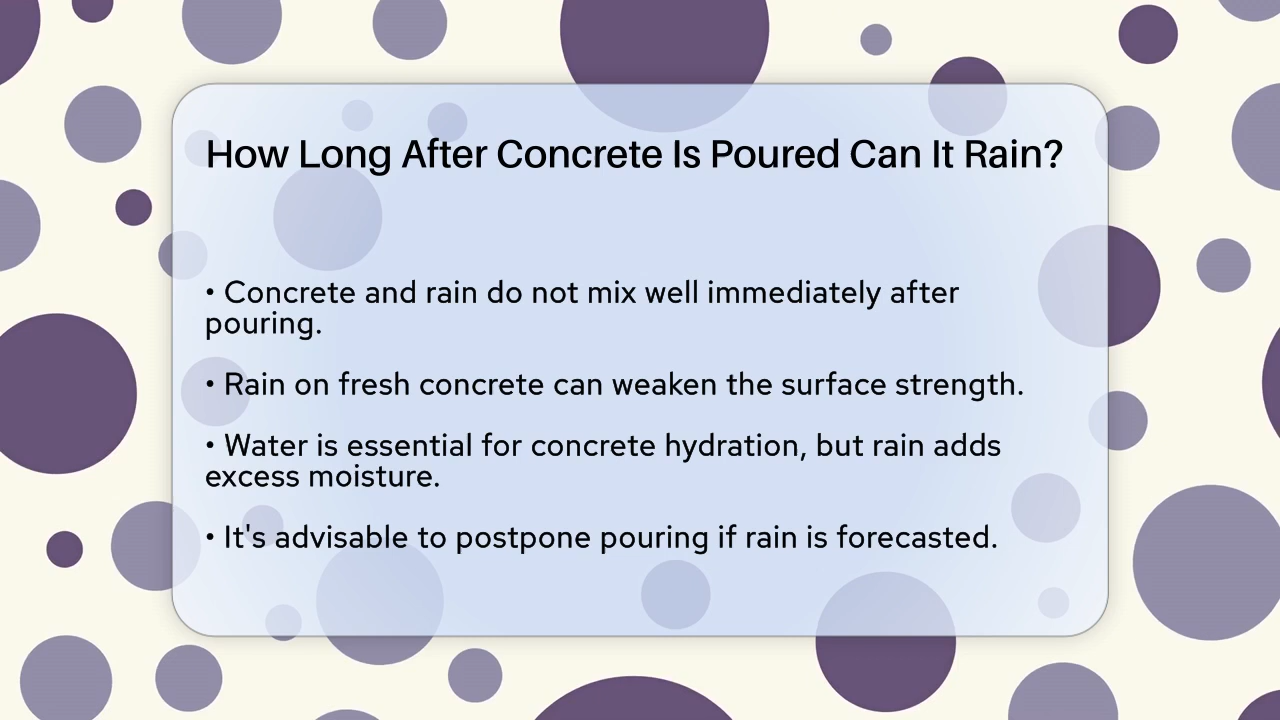 How Long After Concrete Is Poured Can It Rain?
• Concrete and rain do not mix well immediately after
pouring.
• Rain on fresh concrete can weaken the surface strength.
• Water is essential for concrete hydration, but rain adds
excess moisture.
• It's advisable to postpone pouring if rain is forecasted.